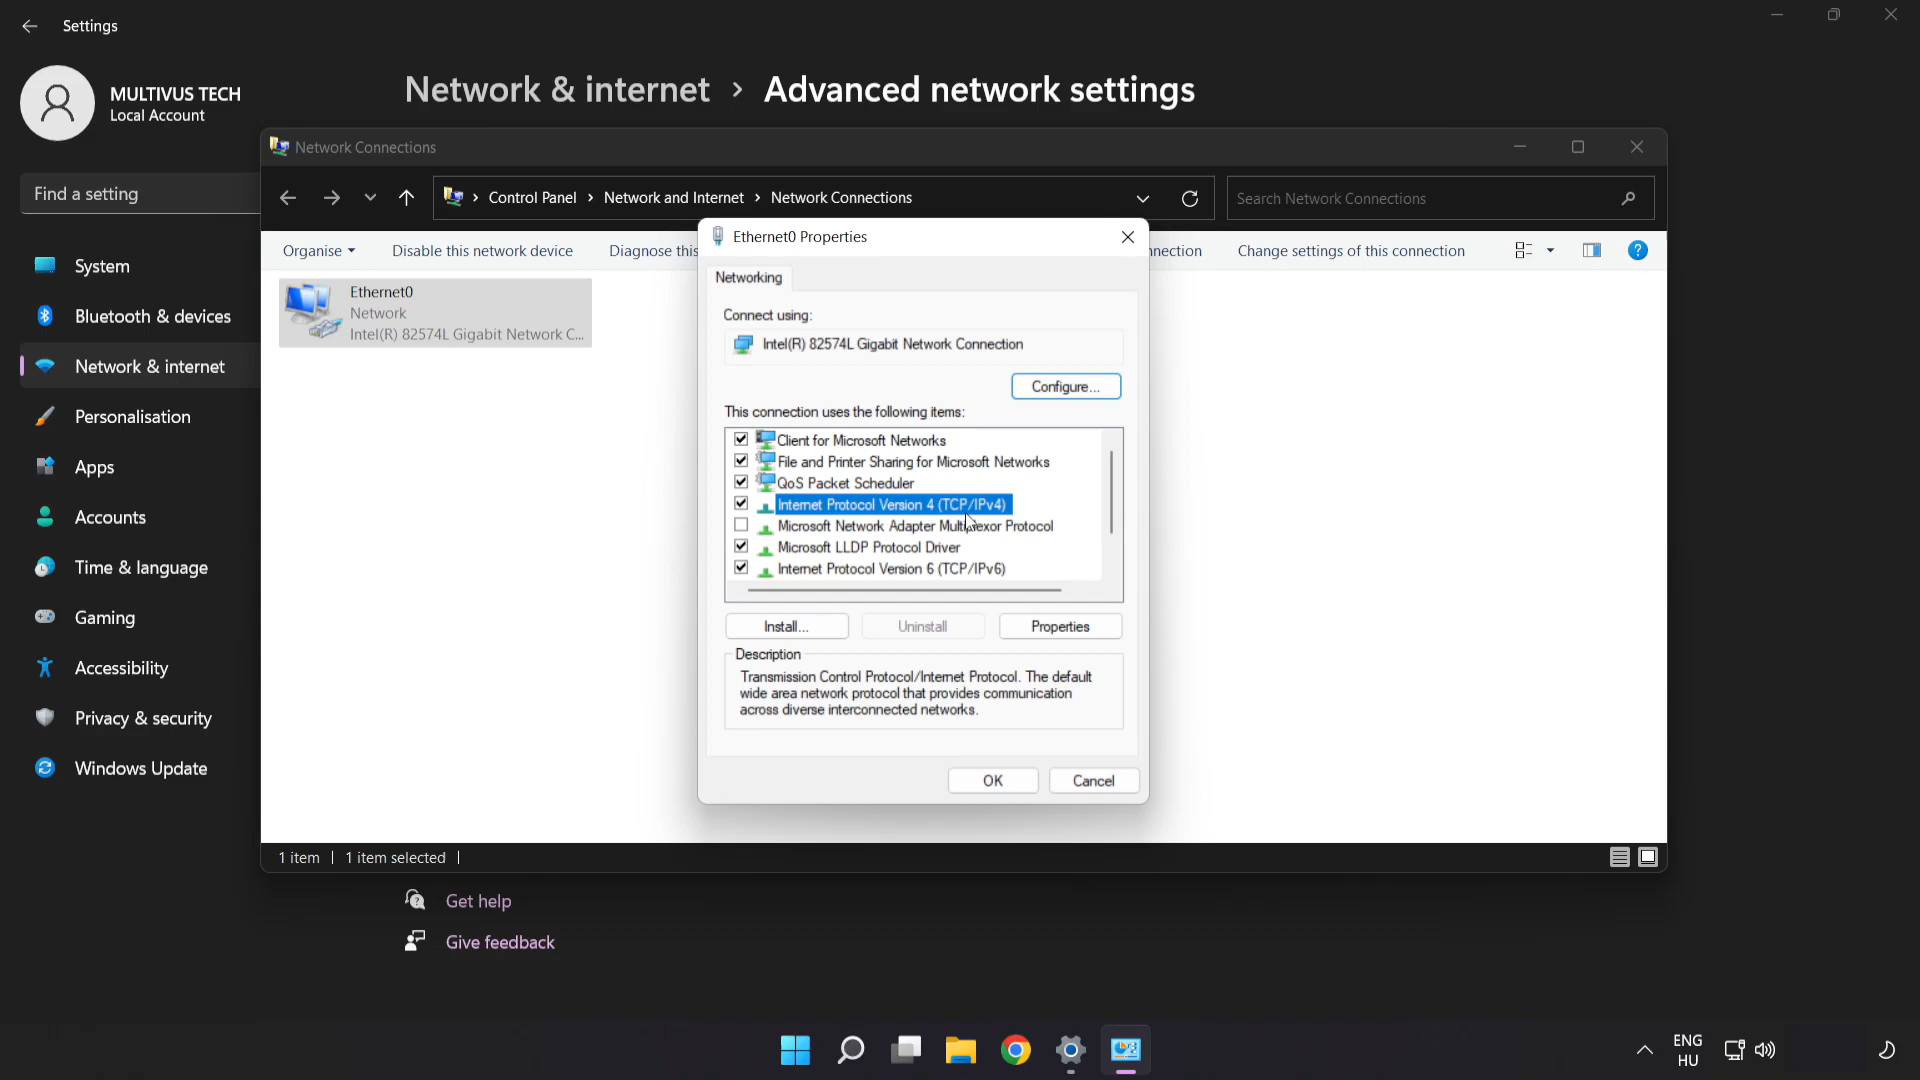 Settings
MULTIVUS TECH
Local Account
Find a setting
System
Bluetooth & devices
Network & internet
Personalisation
Apps
Accounts
Time & language
Gaming
Accessibility
Privacy & security
Windows Update
Network & internet › Advanced network settings
Network Connections
Control Panel › Network and Internet › Network Connections
Search Network Connections
Organise
Disable this network device
Diagnose this
nnection
Change settings of this connection
Ethernet0
Network
Intel(R) 82574L Gigabit Network C...
Ethernet0 Properties
Networking
Connect using:
Intel(R) 82574L Gigabit Network Connection
Configure...
This connection uses the following items:
Client for Microsoft Networks
File and Printer Sharing for Microsoft Networks
QoS Packet Scheduler
Internet Protocol Version 4 (TCP/IPv4)
Microsoft Network Adapter Multiplexor Protocol
Microsoft LLDP Protocol Driver
Internet Protocol Version 6 (TCP/IPv6)
Install...
Uninstall
Properties
Description
Transmission Control Protocol/Internet Protocol. The default
wide area network protocol that provides communication
across diverse interconnected networks.
OK
Cancel
1 item
1 item selected
Get help
Give feedback
ENG
HU